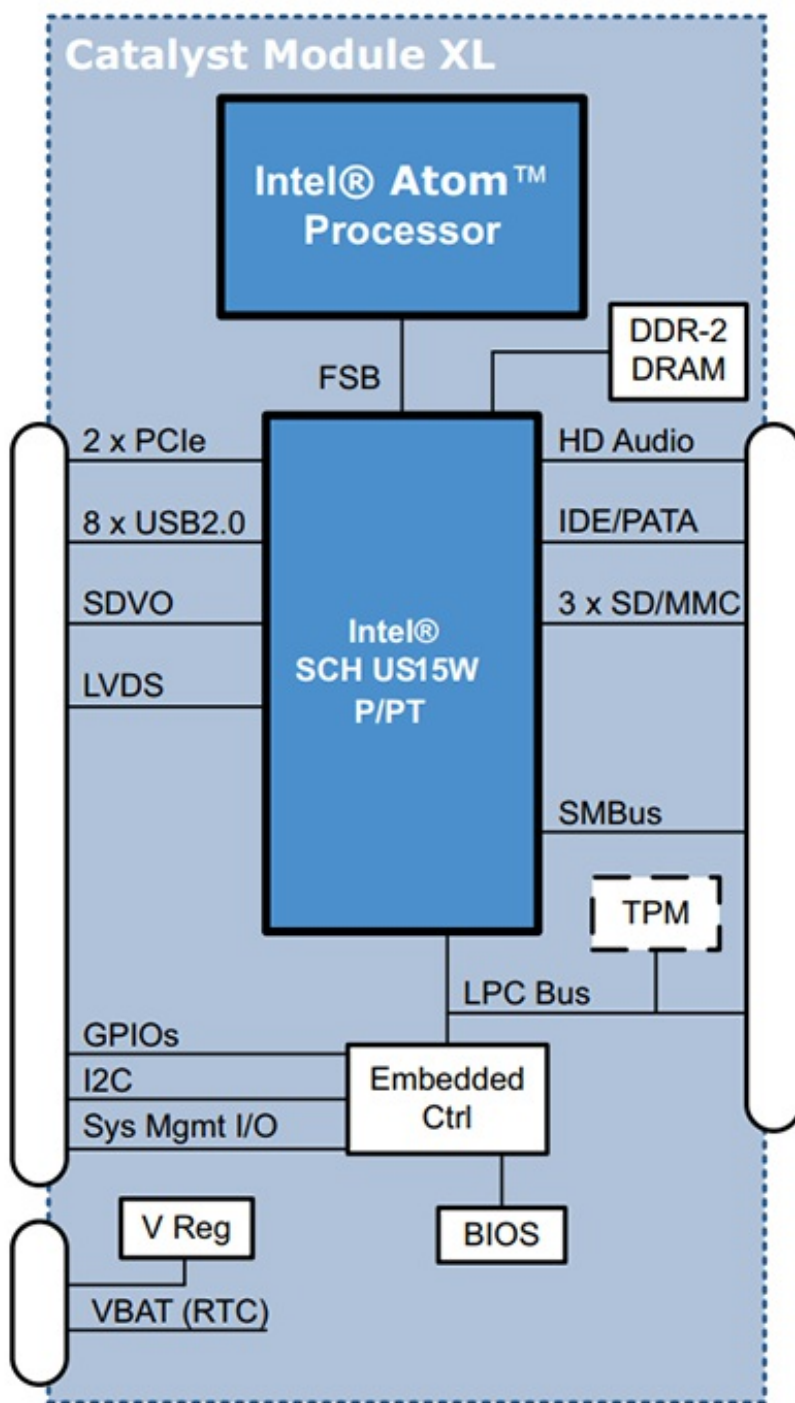 Catalyst Module XL
Intel® Atom™
Processor
DDR-2
DRAM
FSB
2 x PCIe
HD Audio
8 x USB2.0
IDE/PATA
SDVO
3 x SD/MMC
Intel®
SCH US15W
P/PT
LVDS
SMBus
TPM
LPC Bus
GPIOs
I2C
Sys Mgmt I/O
Embedded
Ctrl
V Reg
BIOS
VBAT (RTC)